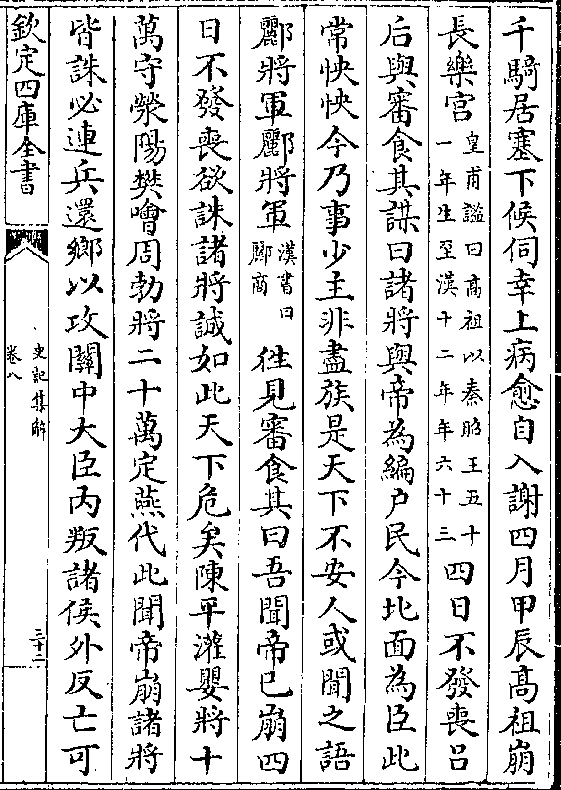 千騎居塞下候伺幸上病愈自入謝四月甲辰髙祖崩
長樂宮皇甫謐曰高祖以秦昭王五十一年生至漢十二年年六十三四日不發喪吕
后與審食其謀曰諸將與帝為編户民今北面為臣此
常怏怏今乃事少主非盡族是天下不安人或聞之語
酈將軍酈將軍漢書曰酈商徃見審食其曰吾聞帝已崩四
日不發喪欲誅諸將誠如此天下危矣陳平灌嬰將十
萬守滎陽樊噲周勃將二十萬定燕代此聞帝崩諸將
皆誅必連兵還鄉以攻關中大臣内叛諸侯外反亡可
欽定四庫全書
史記集解
卷八
三十二